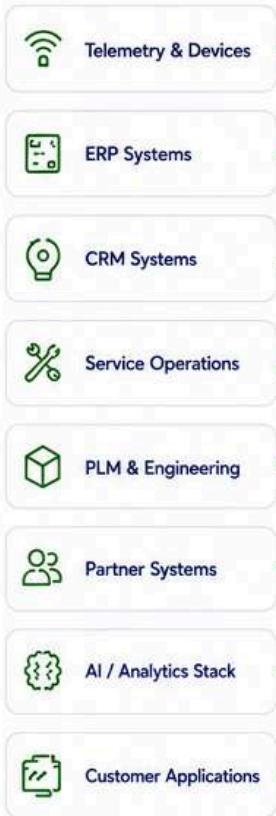 Telemetry & Devices
ERP Systems
CRM Systems
Service Operations
PLM & Engineering
Partner Systems
AI / Analytics Stack
Customer Applications